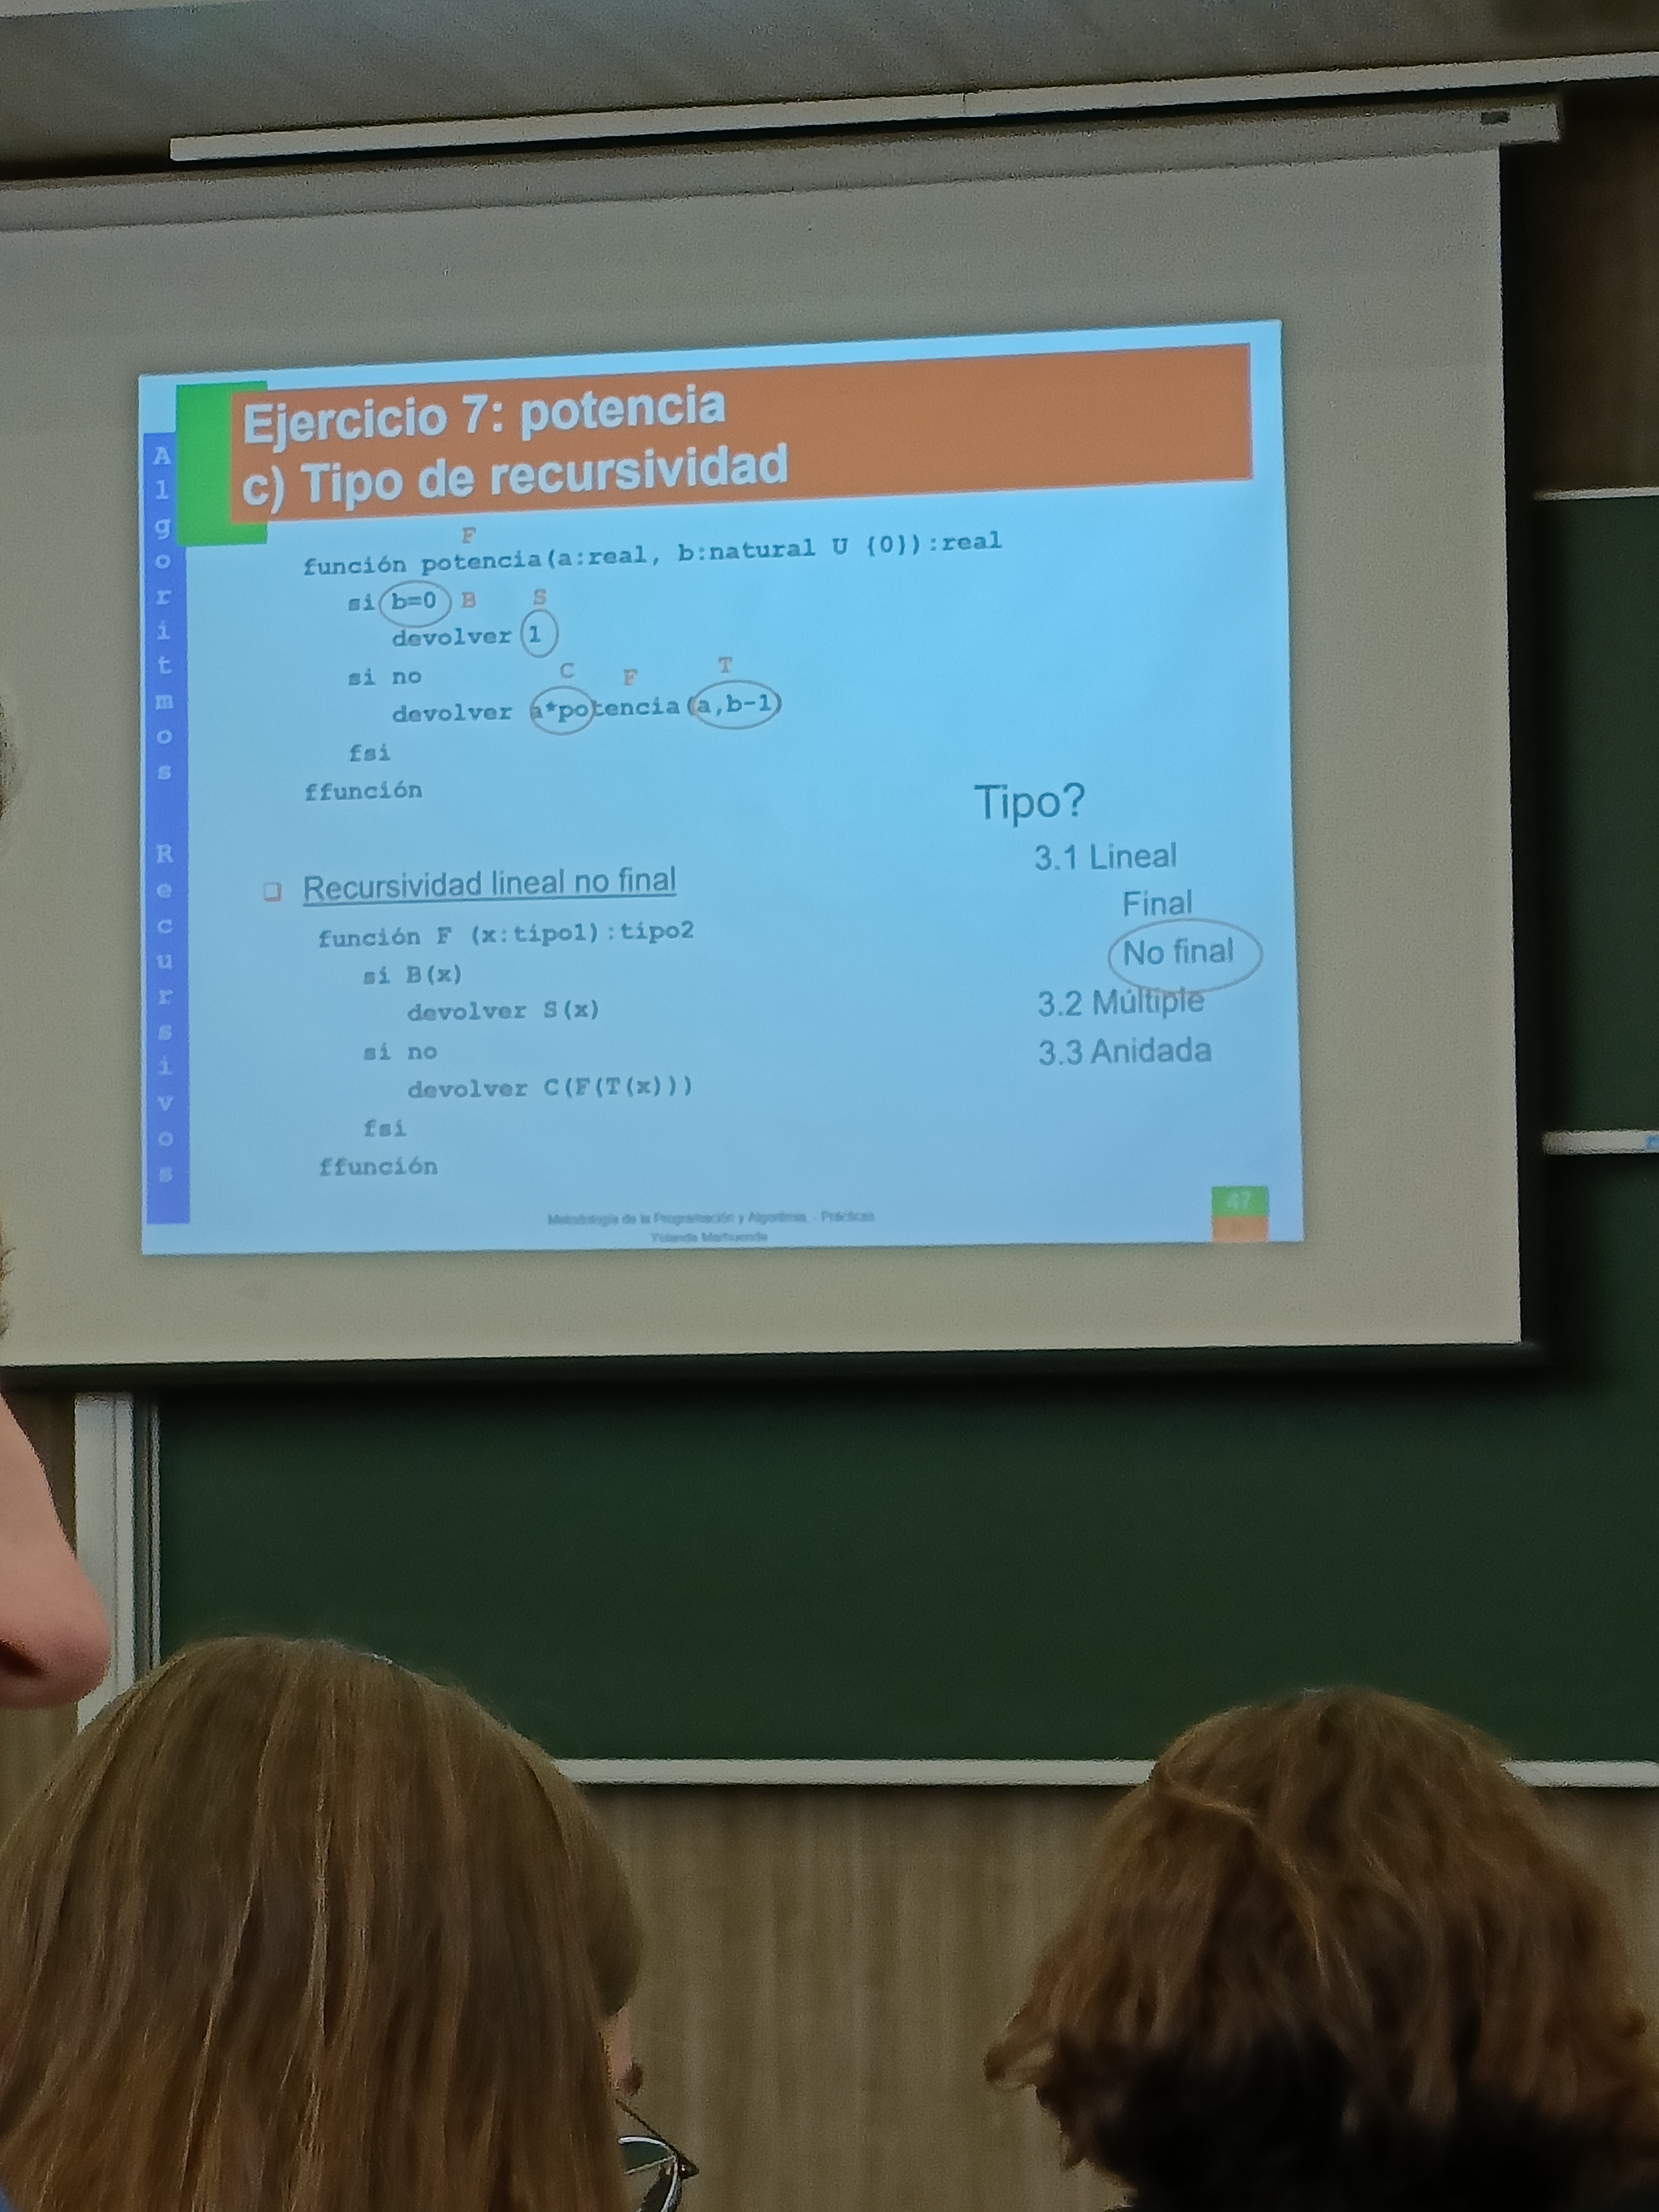 Ejercicio 7: potencia
c) Tipo de recursividad
Algoritmos Recursivos
F
función potencia(a:real, b:natural U {0}):real
si b=0 B S
devolver 1
si no C F T
devolver a*potencia(a,b-1)
fsi
ffunción
Recursividad lineal no final
función F (x:tipo1):tipo2
si B(x)
devolver S(x)
si no
devolver C(F(T(x)))
fsi
ffunción
Tipo?
3.1 Lineal
Final
No final
3.2 Múltiple
3.3 Anidada
Metodología de la Programación y Algoritmia. - Prácticas
Yolanda Marhuenda
47